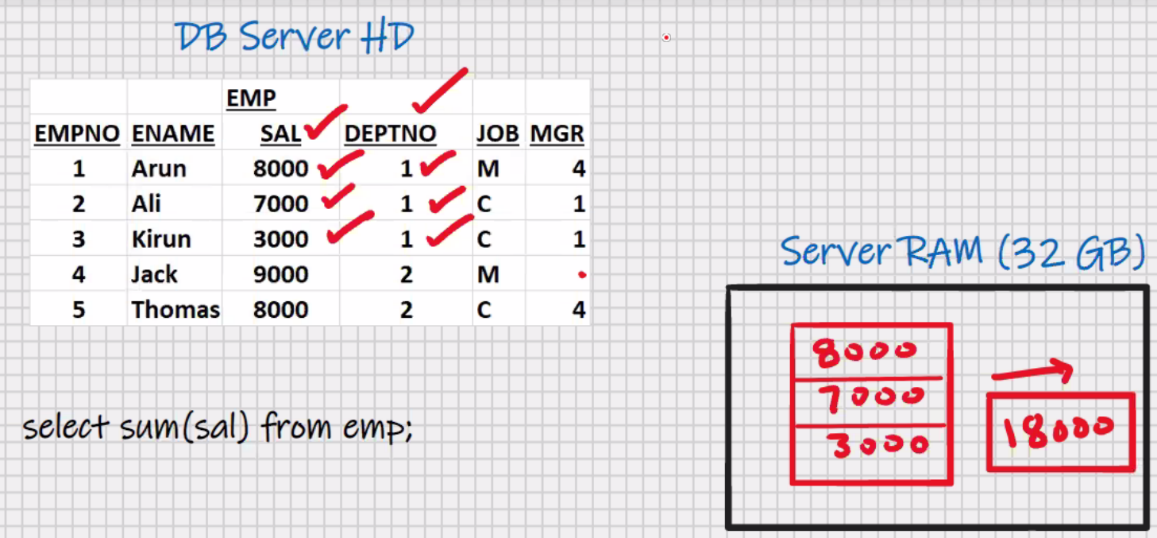 DB Server HD
EMP
EMPNO ENAME SAL DEPTNO JOB MGR
1 Arun 8000 1 M 4
2 Ali 7000 1 C 1
3 Kirun 3000 1 C 1
4 Jack 9000 2 M
5 Thomas 8000 2 C 4
select sum(sal) from emp;
Server RAM (32 GB)
8000
7000
3000
18000